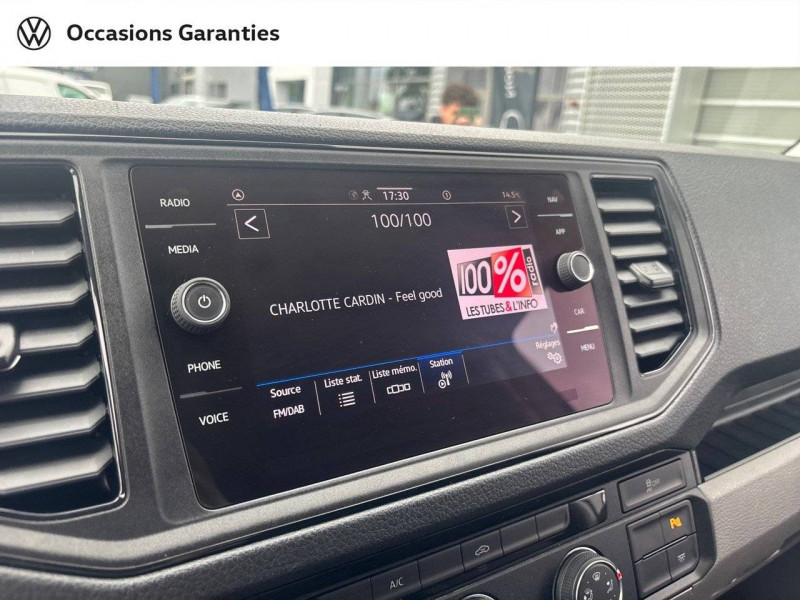 Occasions Garanties
RADIO
MEDIA
PHONE
VOICE
17:30
14.5°C
100/100
CHARLOTTE CARDIN - Feel good
100% radio
LES TUBES & L'INFO
Réglages
Source
FM/DAB
Liste stat.
Liste mémo.
Station
NAV
APP
CAR
MENU
A/C
OFF